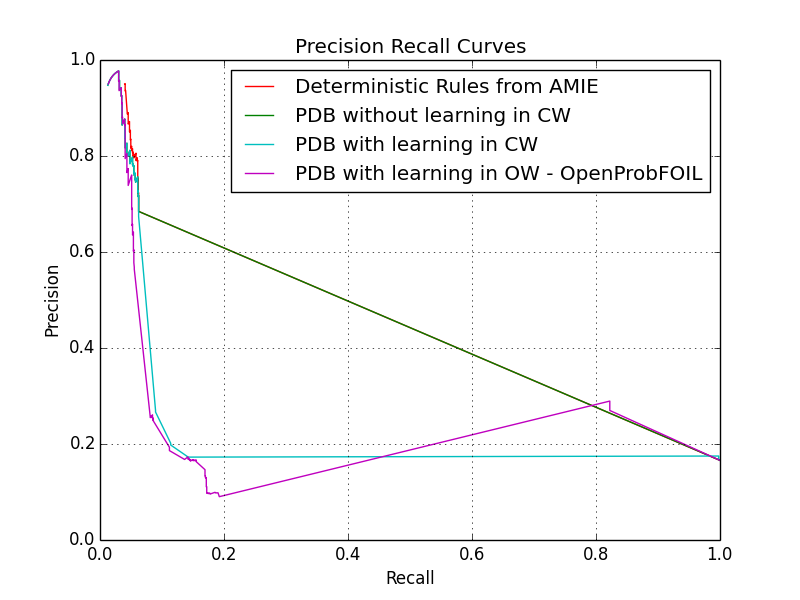 Precision Recall Curves
Deterministic Rules from AMIE
PDB without learning in CW
PDB with learning in CW
PDB with learning in OW - OpenProbFOIL
1.0
0.8
0.6
0.4
0.2
0.0
Precision
0.0 0.2 0.4 0.6 0.8 1.0
Recall